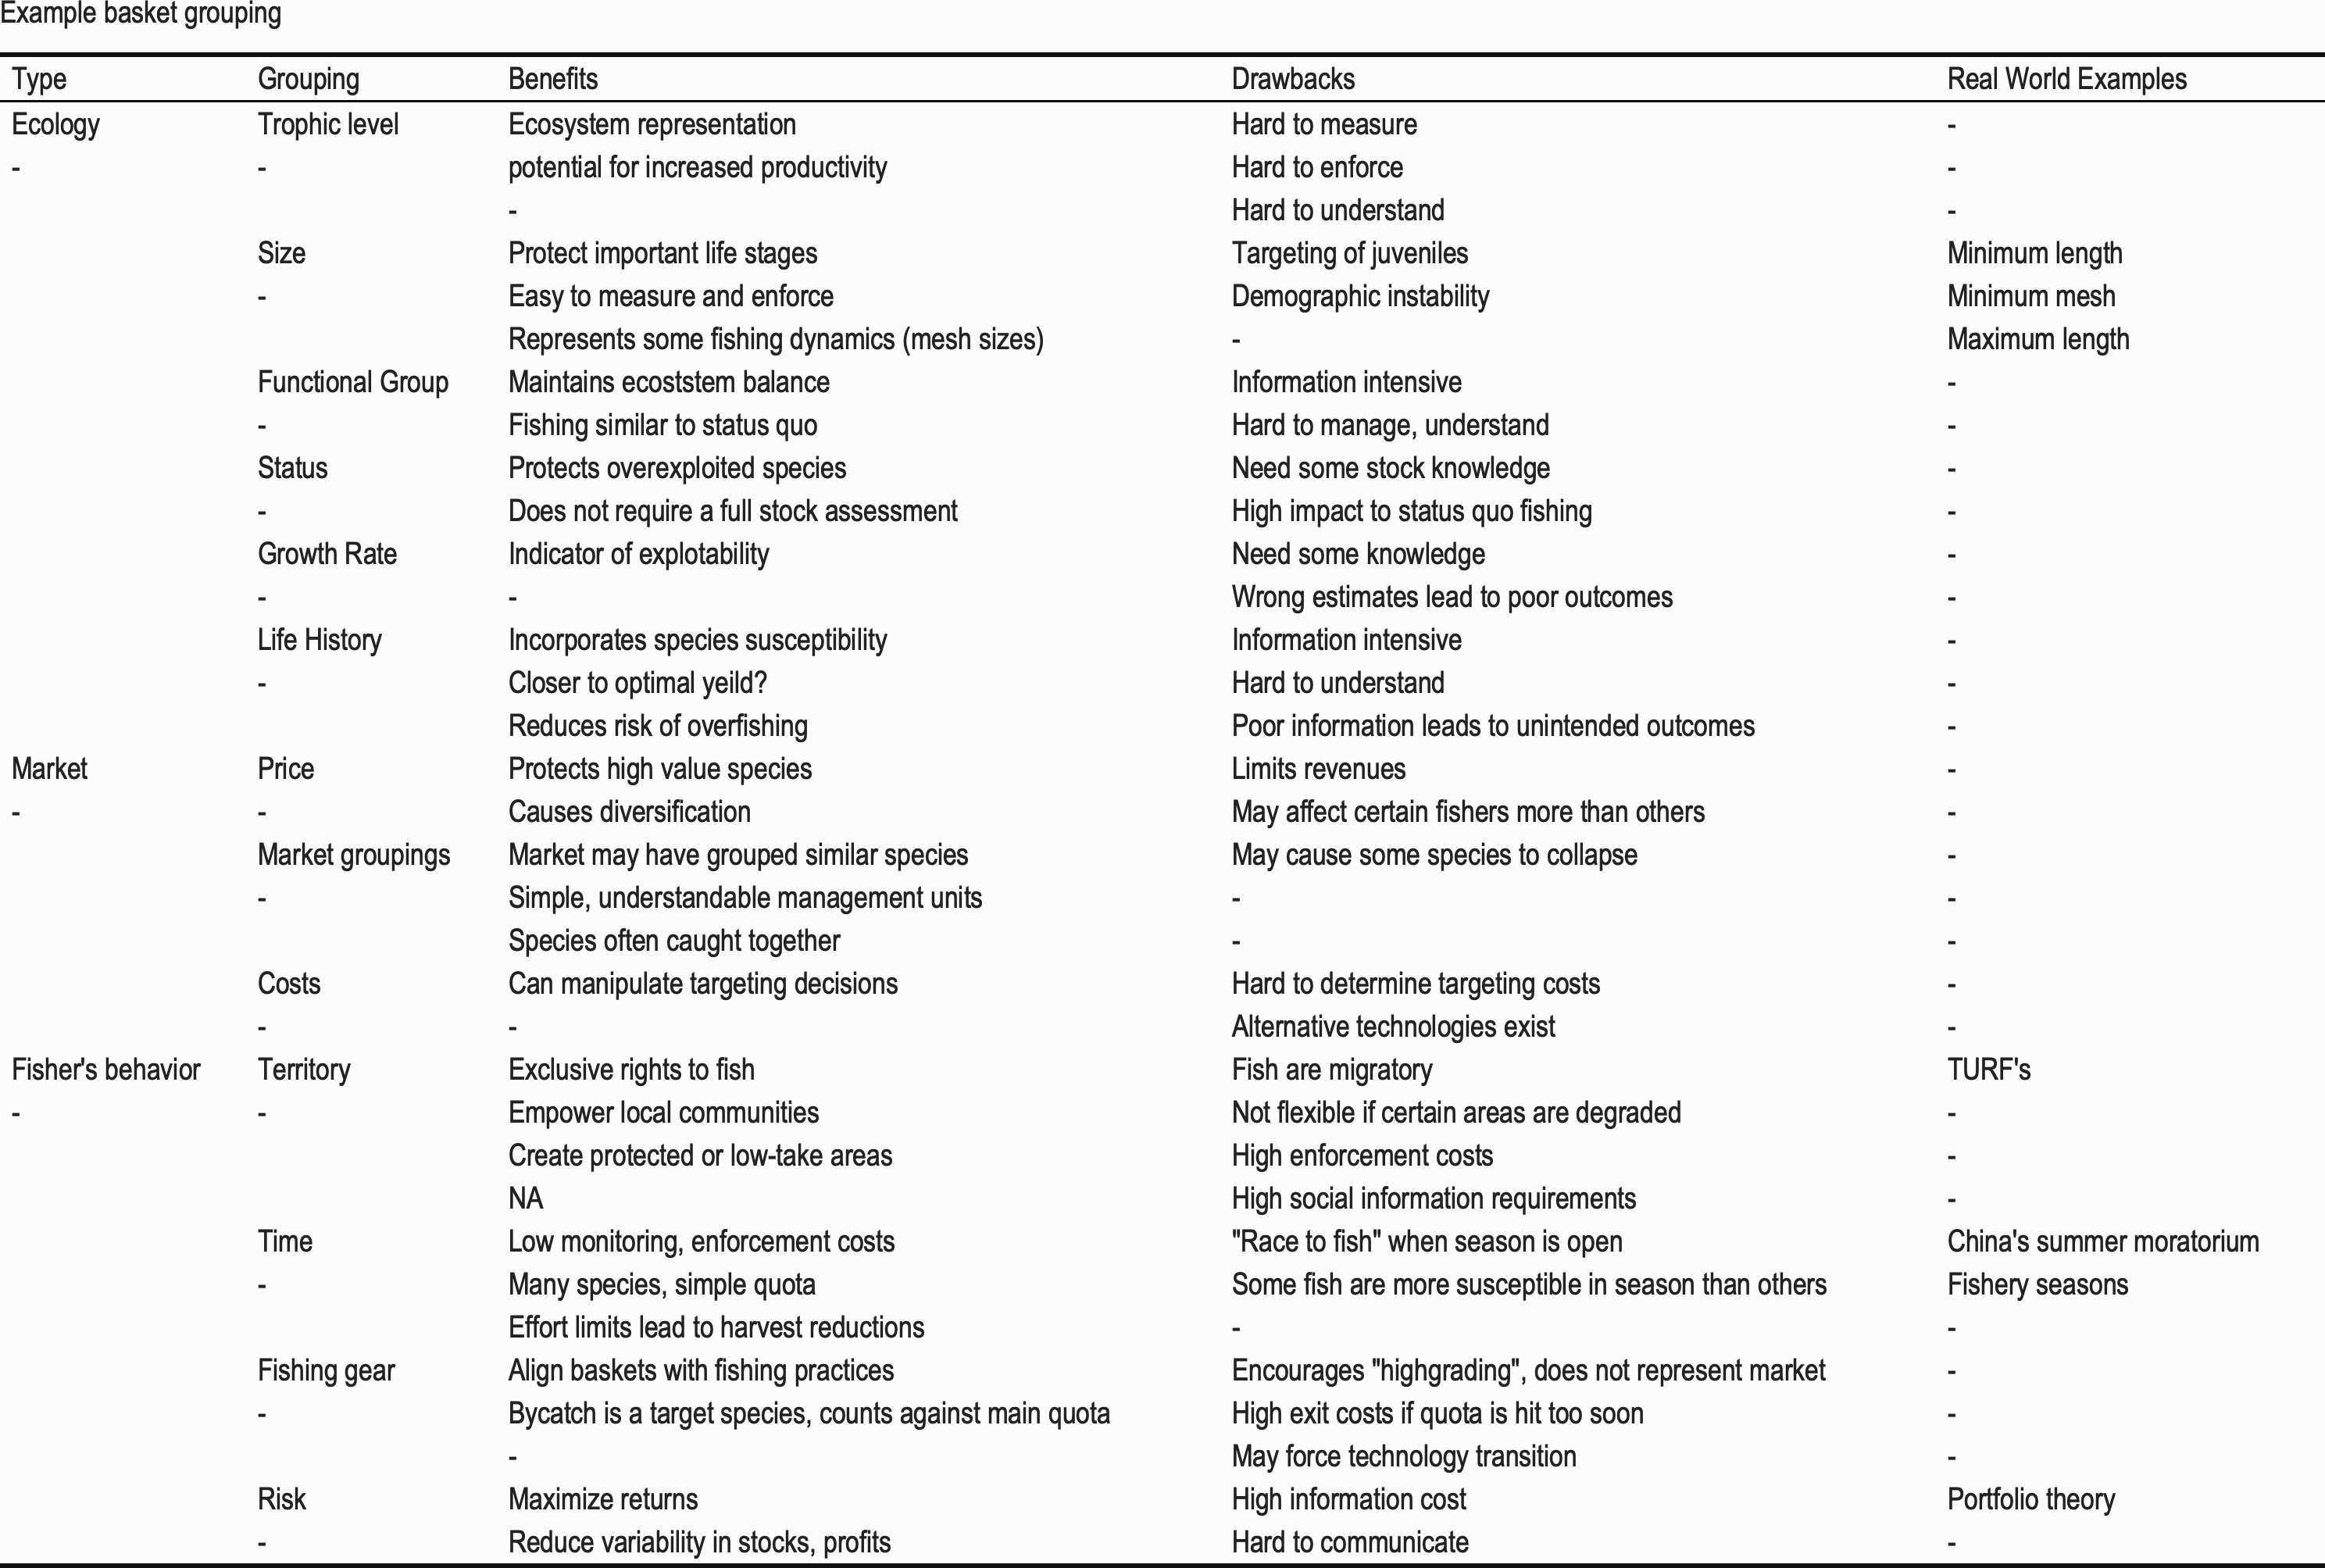 Example basket grouping
Type Grouping Benefits Drawbacks Real World Examples
Ecology Trophic level Ecosystem representation Hard to measure -
- - potential for increased productivity Hard to enforce -
- Hard to understand -
Size Protect important life stages Targeting of juveniles Minimum length
- Easy to measure and enforce Demographic instability Minimum mesh
Represents some fishing dynamics (mesh sizes) - Maximum length
Functional Group Maintains ecoststem balance Information intensive -
- Fishing similar to status quo Hard to manage, understand -
Status Protects overexploited species Need some stock knowledge -
- Does not require a full stock assessment High impact to status quo fishing -
Growth Rate Indicator of explotability Need some knowledge -
- - Wrong estimates lead to poor outcomes -
Life History Incorporates species susceptibility Information intensive -
- Closer to optimal yeild? Hard to understand -
Reduces risk of overfishing Poor information leads to unintended outcomes -
Market Price Protects high value species Limits revenues -
- - Causes diversification May affect certain fishers more than others -
Market groupings Market may have grouped similar species May cause some species to collapse -
- Simple, understandable management units - -
Species often caught together - -
Costs Can manipulate targeting decisions Hard to determine targeting costs -
- - Alternative technologies exist -
Fisher's behavior Territory Exclusive rights to fish Fish are migratory TURF's
- - Empower local communities Not flexible if certain areas are degraded -
Create protected or low-take areas High enforcement costs -
NA High social information requirements -
Time Low monitoring, enforcement costs "Race to fish" when season is open China's summer moratorium
- Many species, simple quota Some fish are more susceptible in season than others Fishery seasons
Effort limits lead to harvest reductions - -
Fishing gear Align baskets with fishing practices Encourages "highgrading", does not represent market -
- Bycatch is a target species, counts against main quota High exit costs if quota is hit too soon -
- May force technology transition -
Risk Maximize returns High information cost Portfolio theory
- Reduce variability in stocks, profits Hard to communicate -